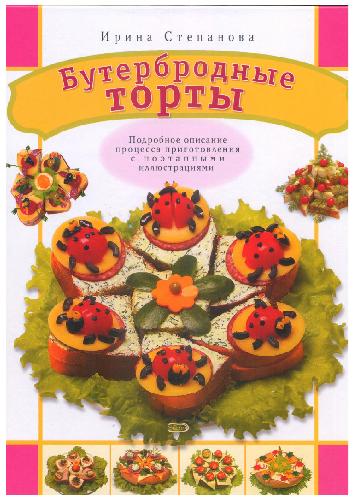 Ирина Степанова
Бутербродные
торты
Подробное описание
процесса приготовления
с поэтапными
иллюстрациями